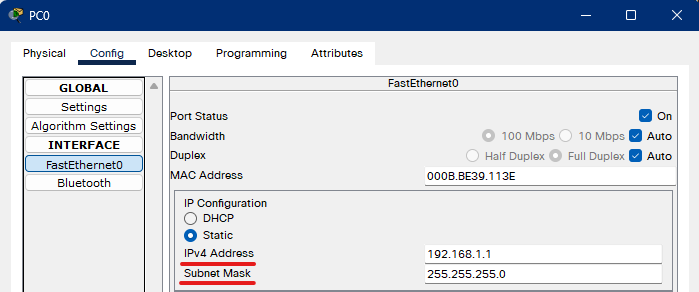 PC0
Physical Config Desktop Programming Attributes
GLOBAL
Settings
Algorithm Settings
INTERFACE
FastEthernet0
Bluetooth
FastEthernet0
Port Status On
Bandwidth 100 Mbps 10 Mbps Auto
Duplex Half Duplex Full Duplex Auto
MAC Address 000B.BE39.113E
IP Configuration
DHCP
Static
IPv4 Address 192.168.1.1
Subnet Mask 255.255.255.0